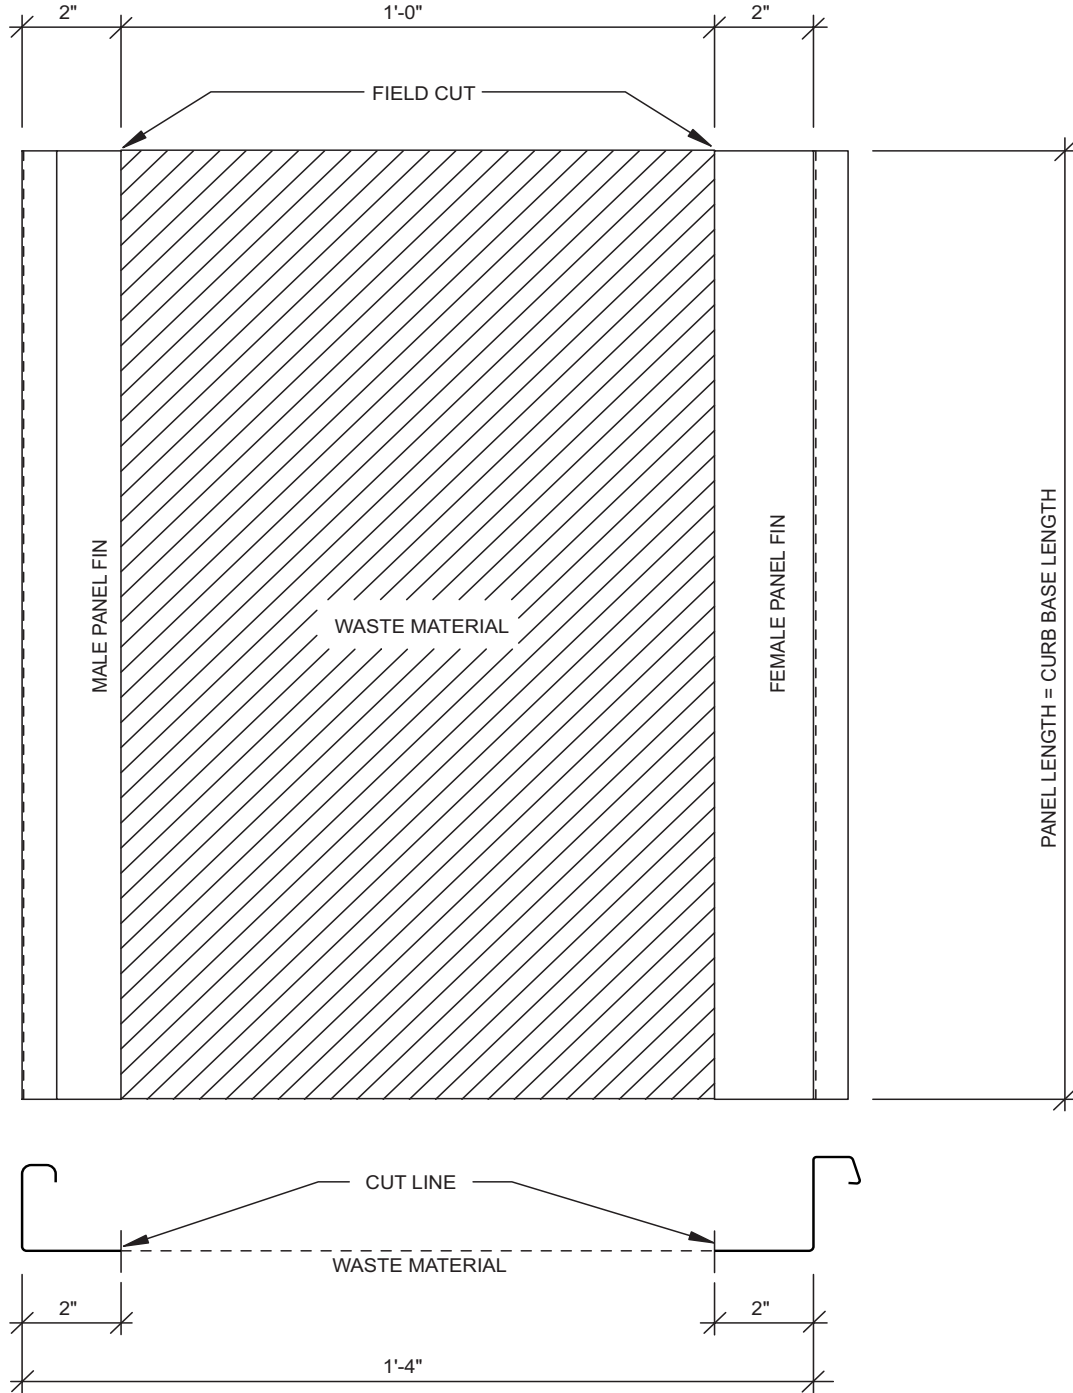 2" 1'-0" 2"
FIELD CUT
MALE PANEL FIN
WASTE MATERIAL
FEMALE PANEL FIN
PANEL LENGTH = CURB BASE LENGTH
CUT LINE
WASTE MATERIAL
2" 2"
1'-4"